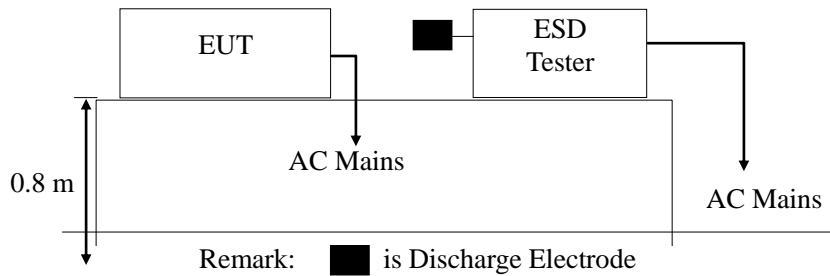 EUT
ESD
Tester
AC Mains
0.8 m
AC Mains
Remark: is Discharge Electrode